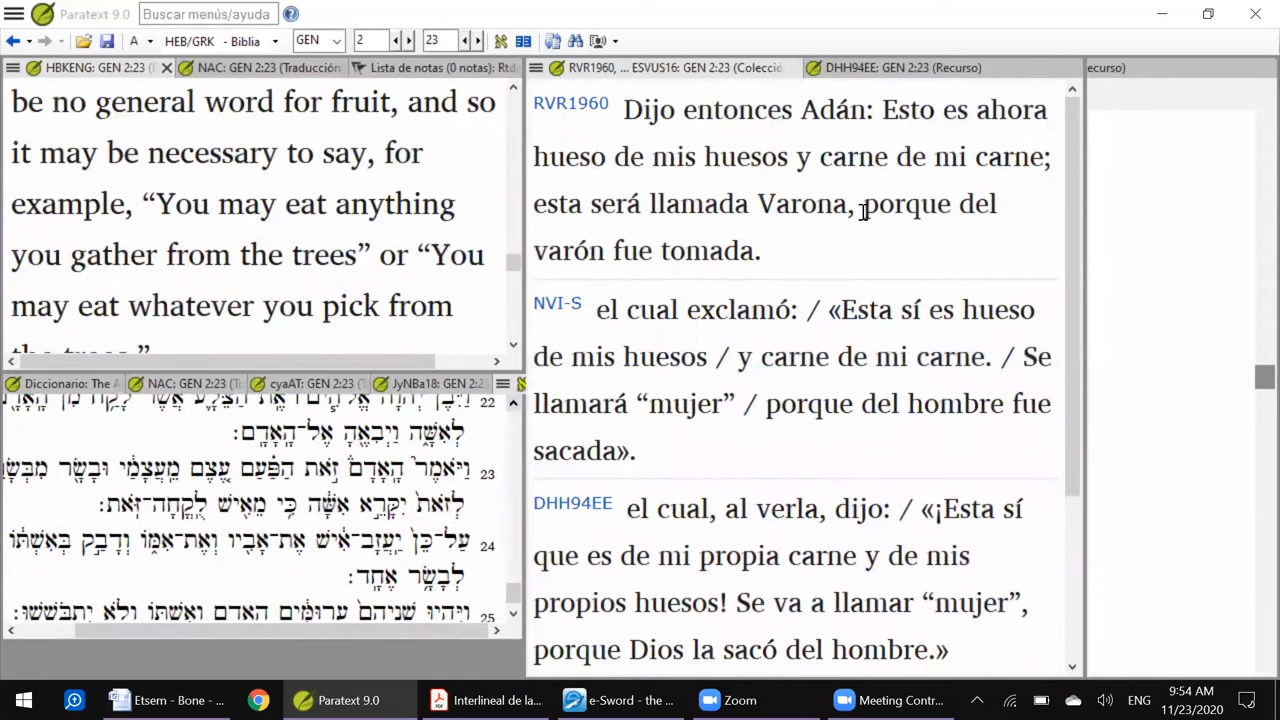 Paratext 9.0
Buscar menús/ayuda
A
HEB/GRK - Biblia
GEN
2
23
HBKENG: GEN 2:23 (
NAC: GEN 2:23 (Traducción
Lista de notas (0 notas): Rtd
be no general word for fruit, and so
it may be necessary to say, for
example, “You may eat anything
you gather from the trees” or “You
may eat whatever you pick from
the trees.”
Diccionario: The
NAC: GEN 2:23 (Tr
cyaAT: GEN 2:23 (T
JyNBa18: GEN 2:23
22
לְאִשָּׁ֑ה וַיְבִאֶ֖הָ אֶל־הָֽאָדָֽם׃
23 וַיֹּאמֶר֮ הָֽאָדָם֒ זֹ֣את הַפַּ֗עַם עֶ֚צֶם מֵֽעֲצָמַ֔י וּבָשָׂ֖ר מִבְּשָׂ
לְזֹאת֙ יִקָּרֵ֣א אִשָּׁ֔ה כִּ֥י מֵאִ֖ישׁ לֻֽקֳחָה־זֹּֽאת׃
24 עַל־כֵּן֙ יַֽעֲזָב־אִ֔ישׁ אֶת־אָבִ֖יו וְאֶת־אִמּ֑וֹ וְדָבַ֣ק בְּאִשְׁתּ֔וֹ
לְבָשָׂ֥ר אֶחָֽד׃
25 וַיִּֽהְי֤וּ שְׁנֵיהֶם֙ עֲרוּמִּ֔ים הָֽאָדָ֖ם וְאִשְׁתּ֑וֹ וְלֹ֖א יִתְבֹּשָֽׁשׁוּ׃
RVR1960, ... ESVUS16: GEN 2:23 (Colecció
DHH94EE: GEN 2:23 (Recurso)
ecurso)
RVR1960 Dijo entonces Adán: Esto es ahora
hueso de mis huesos y carne de mi carne;
esta será llamada Varona, porque del
varón fue tomada.
NVI-S el cual exclamó: / «Esta sí es hueso
de mis huesos / y carne de mi carne. / Se
llamará “mujer” / porque del hombre fue
sacada».
DHH94EE el cual, al verla, dijo: / «¡Esta sí
que es de mi propia carne y de mis
propios huesos! Se va a llamar “mujer”,
porque Dios la sacó del hombre.»
Etsem - Bone - ...
Paratext 9.0
Interlineal de la...
e-Sword - the ...
Zoom
Meeting Contr...
ENG
9:54 AM
11/23/2020